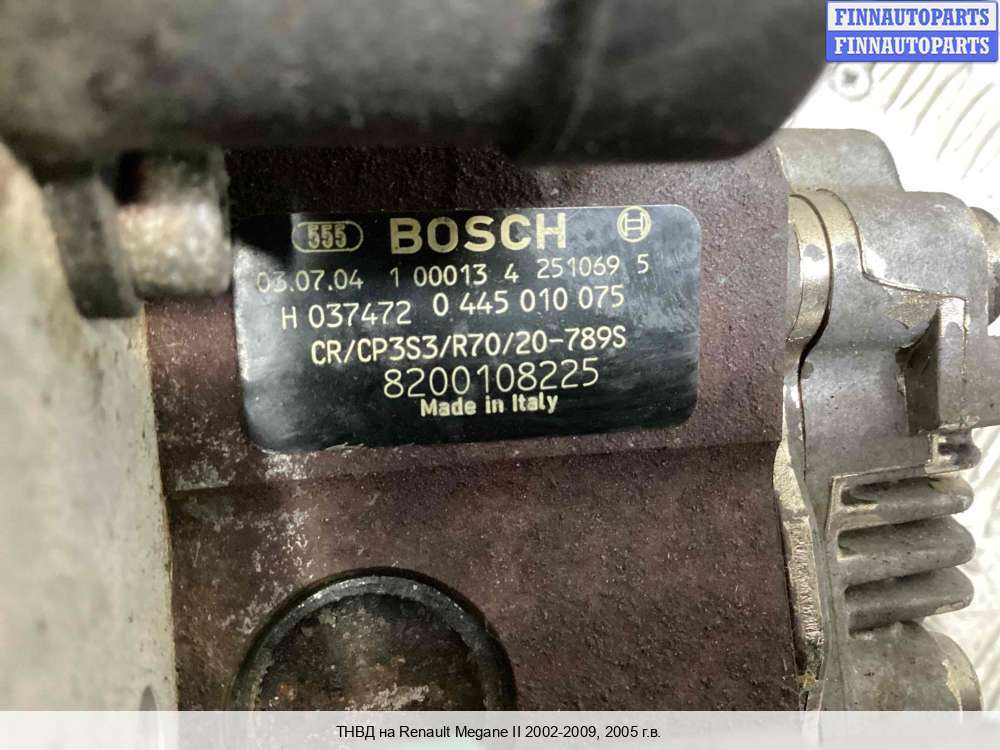 FINNAUTOPARTS
FINNAUTOPARTS
555 BOSCH
03.07.04 1 00013 4 251069 5
H 037472 0 445 010 075
CR/CP3S3/R70/20-789S
8200108225
Made in Italy
ТНВД на Renault Megane II 2002-2009, 2005 г.в.